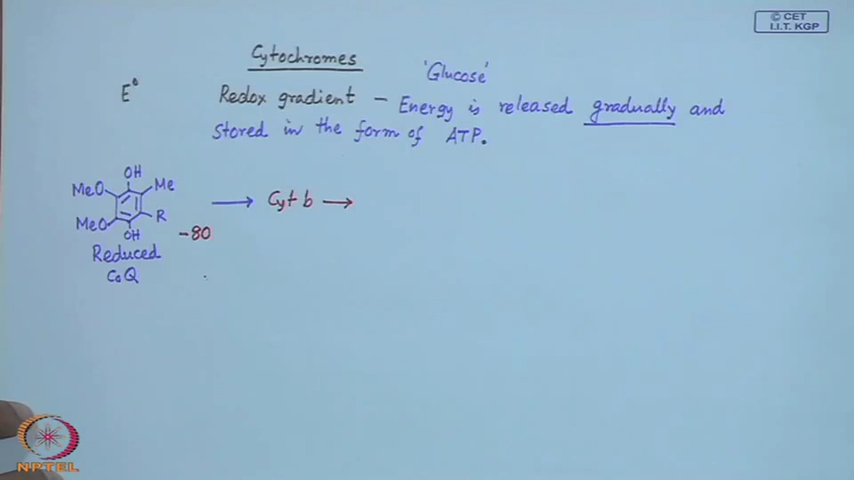 © CET
I.I.T. KGP
Cytochromes
'Glucose'
E° Redox gradient – Energy is released gradually and
stored in the form of ATP.
OH
MeO Me
MeO R
OH
→ Cyt b →
-80
Reduced
CoQ
NPTEL